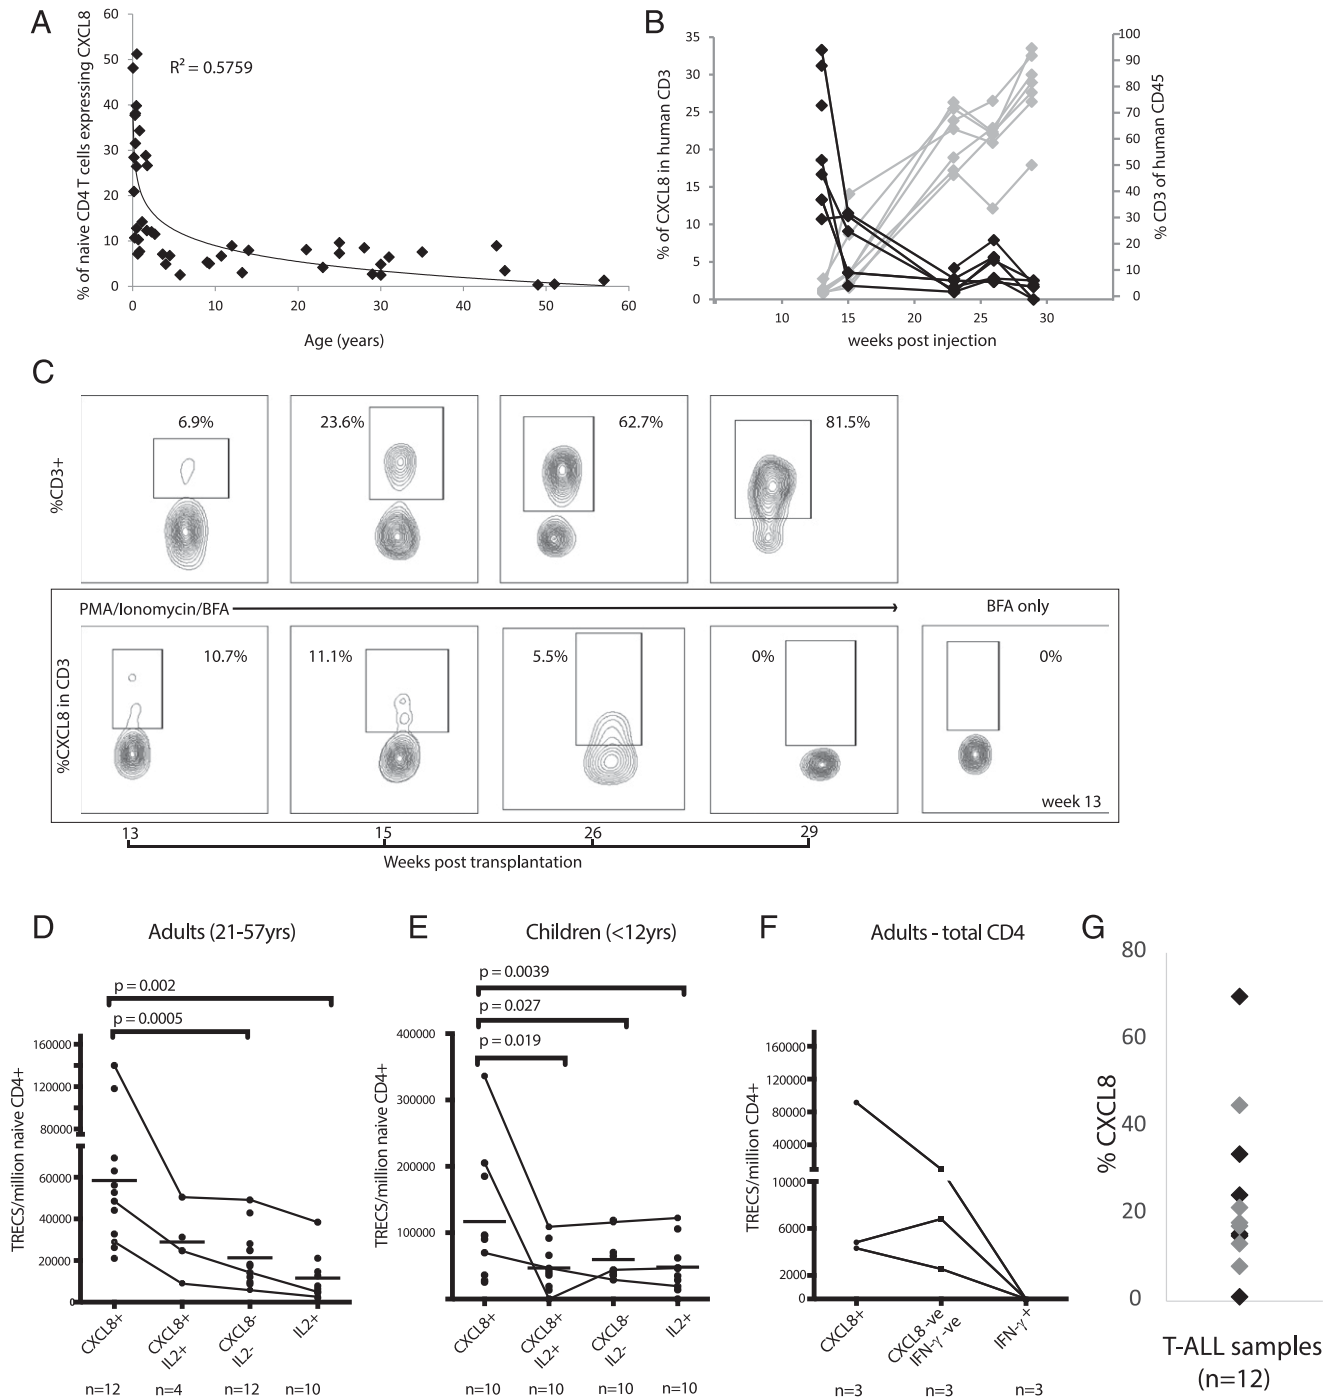 A
% of naive CD4 T cells expressing CXCL8
60
50
40
30
20
10
0
R² = 0.5759
0 10 20 30 40 50 60
Age (years)
B
% of CXCL8 in human CD3
35
30
25
20
15
10
5
0
100
90
80
70
60
50
40
30
20
10
0
% CD3 of human CD45
10 15 20 25 30
weeks post injection
C
%CD3+
6.9%
23.6%
62.7%
81.5%
PMA/Ionomycin/BFA
BFA only
%CXCL8 in CD3
10.7%
11.1%
5.5%
0%
0%
week 13
13 15 26 29
Weeks post transplantation
D
Adults (21-57yrs)
p = 0.002
p = 0.0005
TRECS/million naive CD4+
160000
120000
80000
60000
40000
20000
0
CXCL8+
CXCL8+ IL2+
CXCL8- IL2-
IL2+
n=12 n=4 n=12 n=10
E
Children (<12yrs)
p = 0.0039
p = 0.027
p = 0.019
TRECS/million naive CD4+
400000
300000
200000
100000
CXCL8+
CXCL8+ IL2+
CXCL8- IL2-
IL2+
n=10 n=10 n=10 n=10
F
Adults - total CD4
TRECS/million CD4+
160000
120000
80000
40000
10000
6000
2000
0
CXCL8+
CXCL8 -ve IFN-γ -ve
IFN-γ +
n=3 n=3 n=3
G
% CXCL8
80
60
40
20
0
T-ALL samples
(n=12)